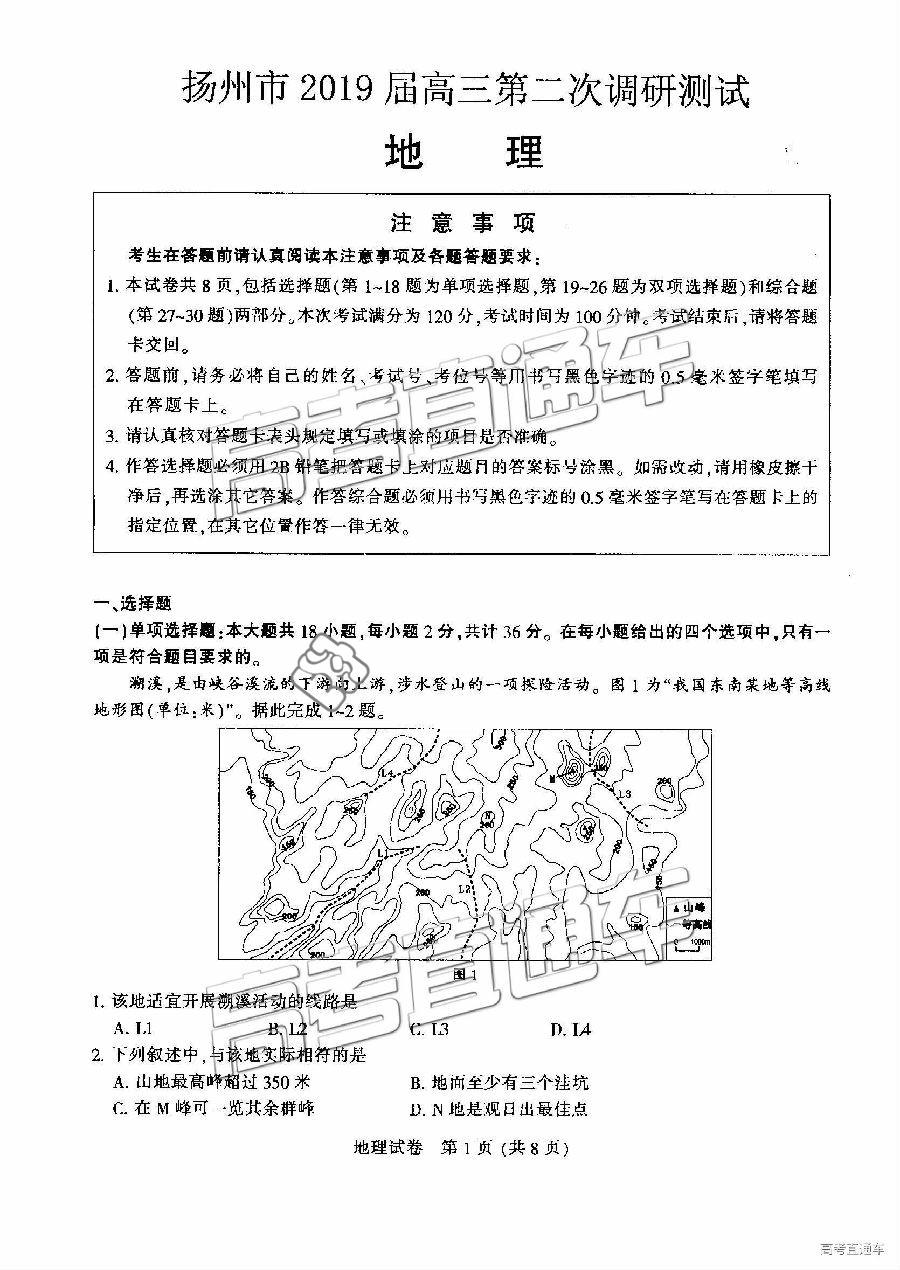 扬州市 2019 届高三第二次调研测试
地 理
注 意 事 项
考生在答题前请认真阅读本注意事项及各题答题要求：
1. 本试卷共 8 页,包括选择题(第 1~18 题为单项选择题,第 19~26 题为双项选择题)和综合题
(第 27~30 题)两部分。本次考试满分为 120 分,考试时间为 100 分钟。考试结束后,请将答题
卡交回。
2. 答题前,请务必将自己的姓名、考试号、考位号等用书写黑色字迹的 0.5 毫米签字笔填写
在答题卡上。
3. 请认真核对答题卡表头规定填写或填涂的项目是否准确。
4. 作答选择题必须用 2B 铅笔把答题卡上对应题目的答案标号涂黑。如需改动,请用橡皮擦干
净后,再选涂其它答案。作答综合题必须用书写黑色字迹的 0.5 毫米签字笔写在答题卡上的
指定位置,在其它位置作答一律无效。
一、选择题
(一)单项选择题:本大题共 18 小题,每小题 2 分,共计 36 分。在每小题给出的四个选项中,只有一
项是符合题目要求的。
溯溪,是由峡谷溪流的下游向上游,涉水登山的一项探险活动。图 1 为“我国东南某地等高线
地形图(单位:米)”。据此完成 1~2 题。
L4
M
L3
N
L
L2
200
200
200
▲ 山峰
等高线
0 1000m
图 1
1. 该地适宜开展溯溪活动的线路是
A. L1 B. L2 C. L3 D. L4
2. 下列叙述中,与该地实际相符的是
A. 山地最高峰超过 350 米 B. 地面至少有三个洼坑
C. 在 M 峰可一览其余群峰 D. N 地是观日出最佳点
地理试卷 第 1 页 (共 8 页)
高考直通车
高考直通车
高考直通车